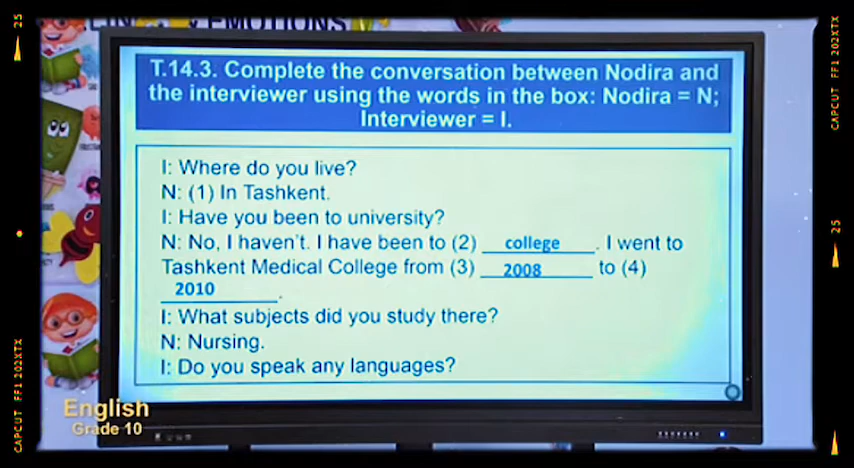 EMOTIONS
T.14.3. Complete the conversation between Nodira and
the interviewer using the words in the box: Nodira = N;
Interviewer = I.
I: Where do you live?
N: (1) In Tashkent.
I: Have you been to university?
N: No, I haven't. I have been to (2) college. I went to
Tashkent Medical College from (3) 2008 to (4)
2010.
I: What subjects did you study there?
N: Nursing.
I: Do you speak any languages?
English
Grade 10
25
CAPCUT FF1 202XTX
CAPCUT FF1 202XTX
25